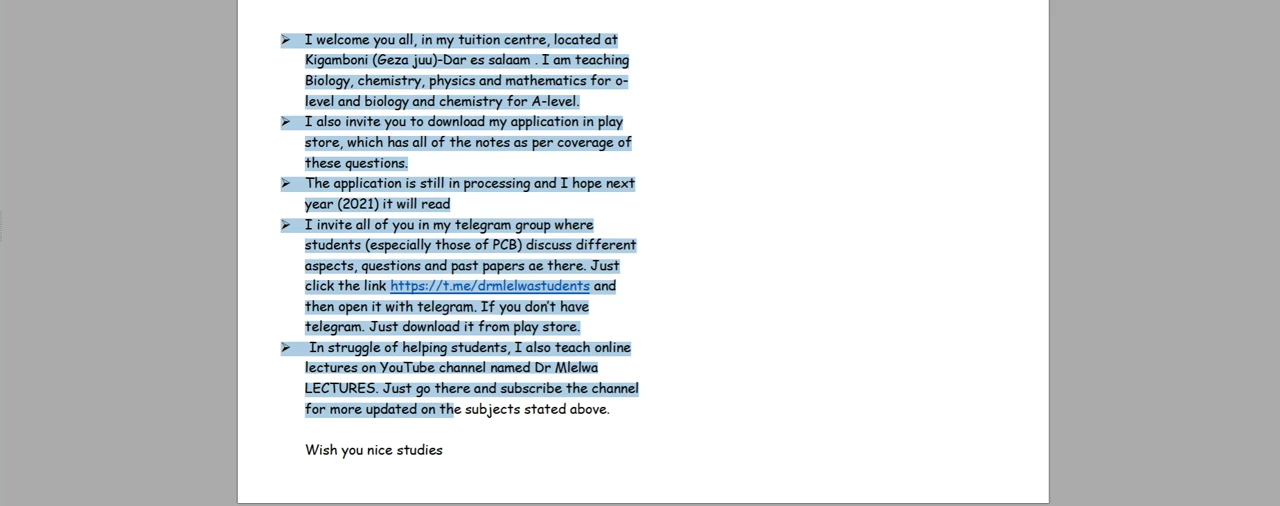 ➢ I welcome you all, in my tuition centre, located at
Kigamboni (Geza juu)-Dar es salaam . I am teaching
Biology, chemistry, physics and mathematics for o-
level and biology and chemistry for A-level.
➢ I also invite you to download my application in play
store, which has all of the notes as per coverage of
these questions.
➢ The application is still in processing and I hope next
year (2021) it will read
➢ I invite all of you in my telegram group where
students (especially those of PCB) discuss different
aspects, questions and past papers ae there. Just
click the link https://t.me/drmlelwastudents and
then open it with telegram. If you don't have
telegram. Just download it from play store.
➢ In struggle of helping students, I also teach online
lectures on YouTube channel named Dr Mlelwa
LECTURES. Just go there and subscribe the channel
for more updated on the subjects stated above.
Wish you nice studies